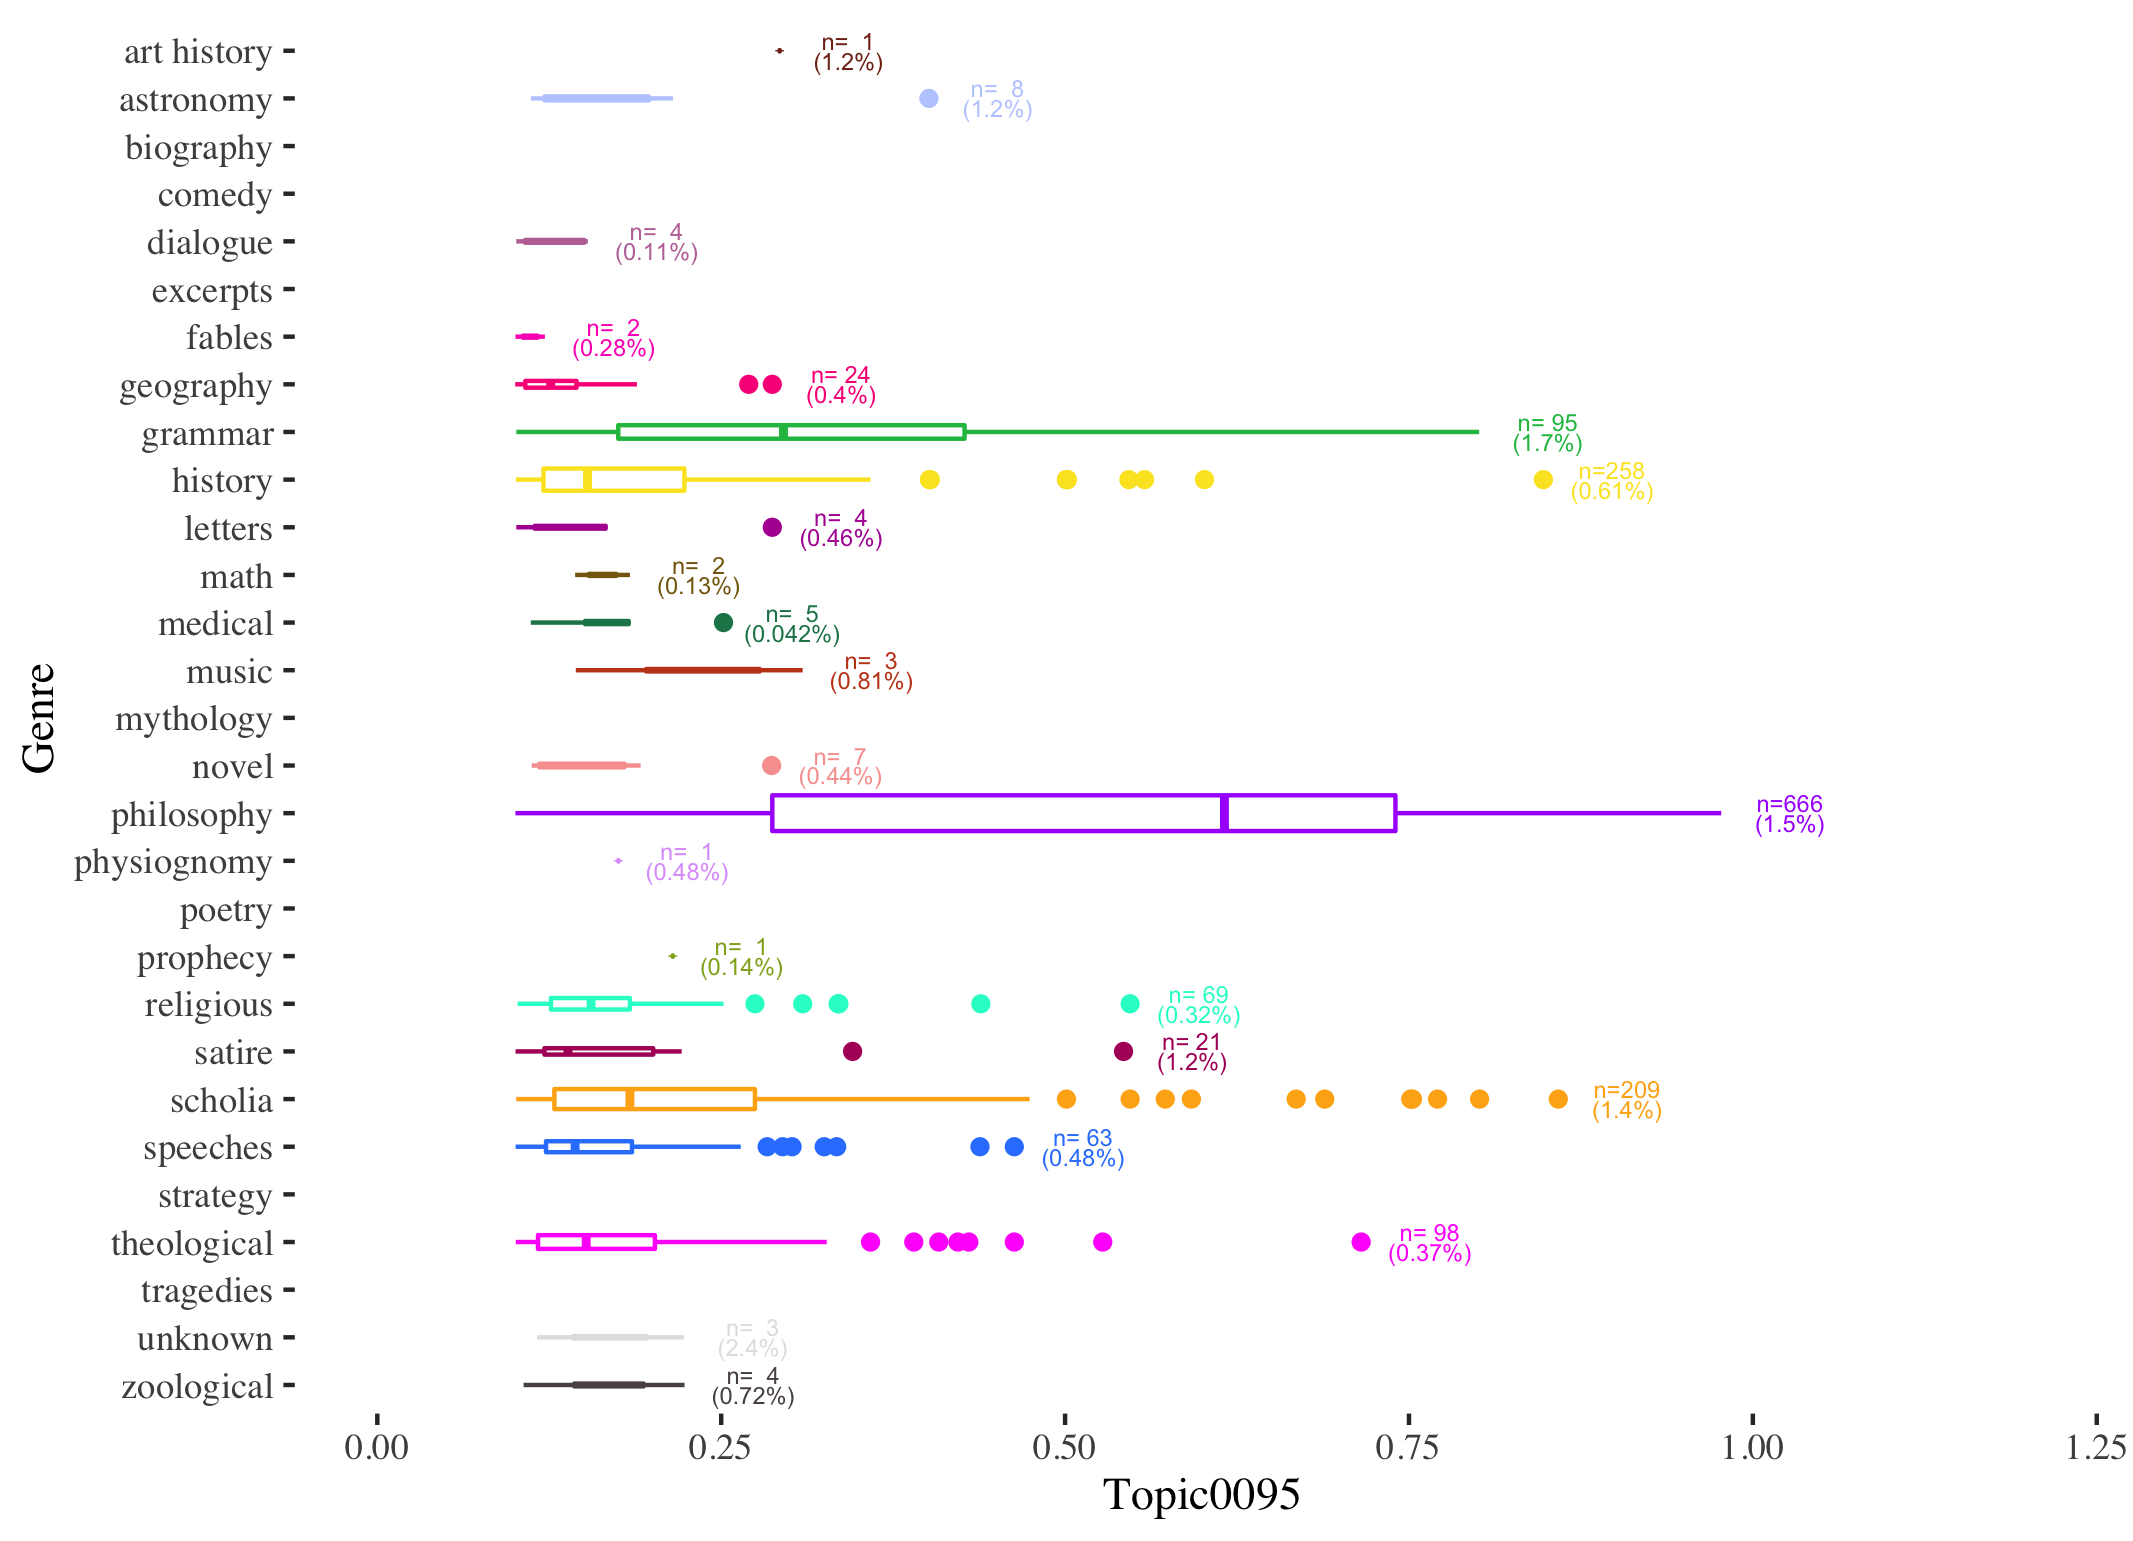 art history
n=  1
(1.2%)
astronomy
n=  8
(1.2%)
biography
comedy
dialogue
n=  4
(0.11%)
excerpts
fables
n=  2
(0.28%)
geography
n= 24
(0.4%)
grammar
n= 95
(1.7%)
history
n=258
(0.61%)
letters
n=  4
(0.46%)
math
n=  2
(0.13%)
medical
n=  5
(0.042%)
music
n=  3
(0.81%)
mythology
novel
n=  7
(0.44%)
philosophy
n=666
(1.5%)
physiognomy
n=  1
(0.48%)
poetry
prophecy
n=  1
(0.14%)
religious
n= 69
(0.32%)
satire
n= 21
(1.2%)
scholia
n=209
(1.4%)
speeches
n= 63
(0.48%)
strategy
theological
n= 98
(0.37%)
tragedies
unknown
n=  3
(2.4%)
zoological
n=  4
(0.72%)
Genre
0.00 0.25 0.50 0.75 1.00 1.25
Topic0095